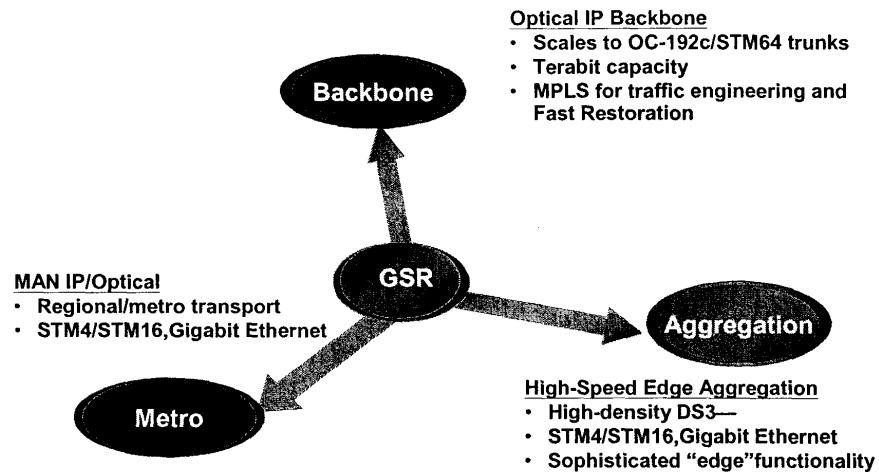 Optical IP Backbone
• Scales to OC-192c/STM64 trunks
• Terabit capacity
• MPLS for traffic engineering and
Fast Restoration
Backbone
GSR
MAN IP/Optical
• Regional/metro transport
• STM4/STM16,Gigabit Ethernet
Aggregation
Metro
High-Speed Edge Aggregation
• High-density DS3—
• STM4/STM16,Gigabit Ethernet
• Sophisticated “edge”functionality